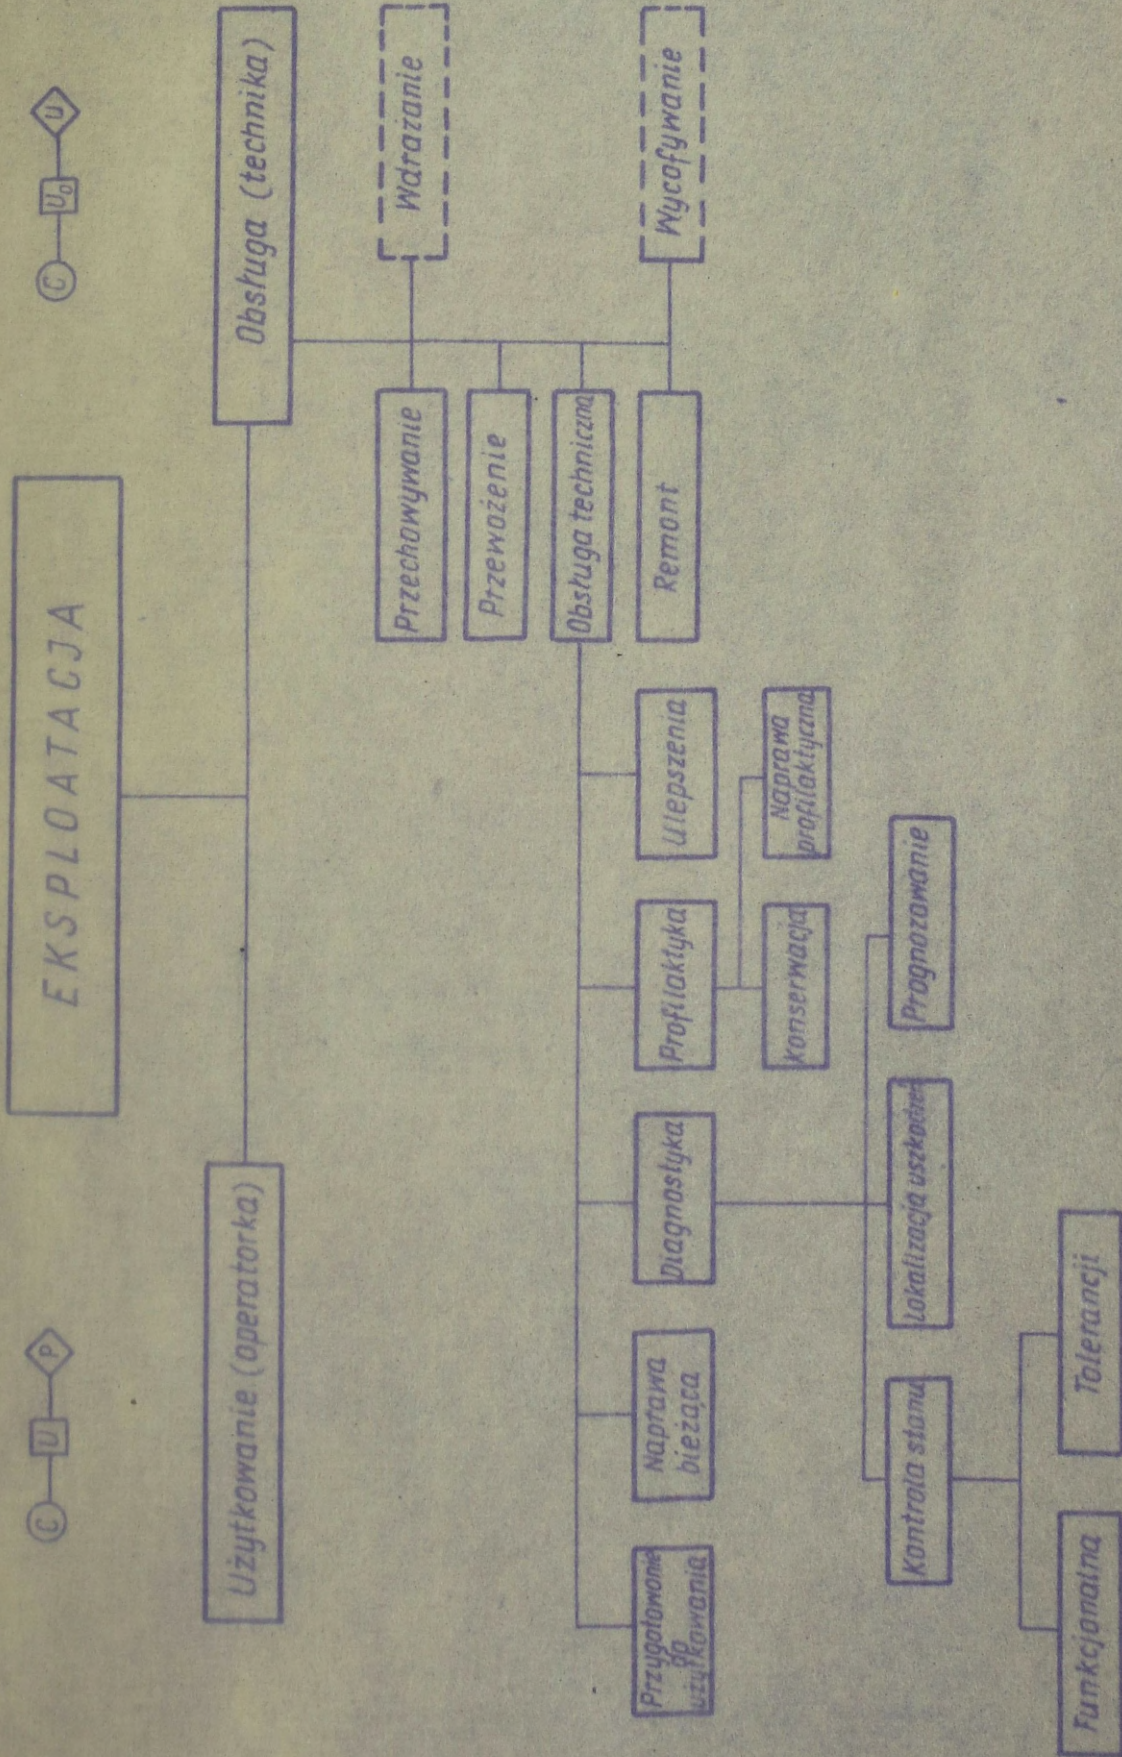 EKSPLOATACJA
C U P
C U₀ U
Użytkowanie (operatorka)
Obsługa (technika)
Przechowywanie
Wdrażanie
Przewożenie
Obsługa techniczna
Remont
Wycofywanie
Przygotowanie
do
użytkowania
Naprawa
bieżąca
Diagnostyka
Profilaktyka
Ulepszenia
Konserwacja
Naprawa
profilaktyczna
Kontrola stanu
Lokalizacja uszkodzeń
Prognozowanie
Funkcjonalna
Tolerancji